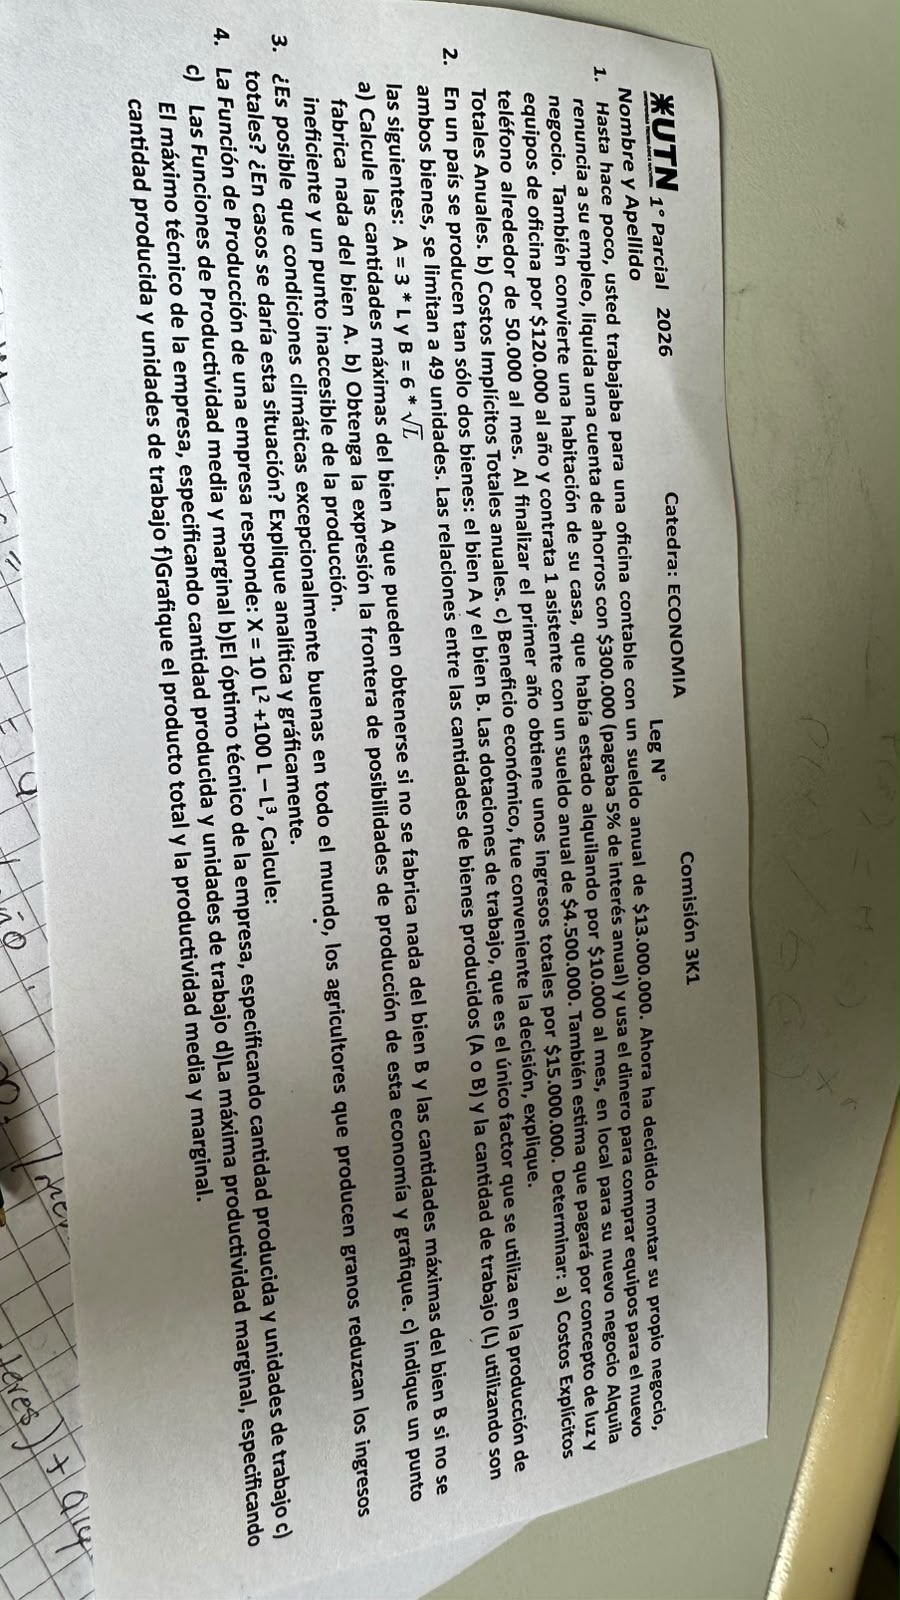 UTN 1° Parcial 2026 Catedra: ECONOMIA Comisión 3K1
Nombre y Apellido Leg N°
1. Hasta hace poco, usted trabajaba para una oficina contable con un sueldo anual de $13.000.000. Ahora ha decidido montar su propio negocio,
renuncia a su empleo, liquida una cuenta de ahorros con $300.000 (pagaba 5% de interés anual) y usa el dinero para comprar equipos para el nuevo
negocio. También convierte una habitación de su casa, que había estado alquilando por $10.000 al mes, en local para su nuevo negocio Alquila
equipos de oficina por $120.000 al año y contrata 1 asistente con un sueldo anual de $4.500.000. También estima que pagará por concepto de luz y
teléfono alrededor de 50.000 al mes. Al finalizar el primer año obtiene unos ingresos totales por $15.000.000. Determinar: a) Costos Explícitos
Totales Anuales. b) Costos Implícitos Totales anuales. c) Beneficio económico, fue conveniente la decisión, explique.
2. En un país se producen tan sólo dos bienes: el bien A y el bien B. Las dotaciones de trabajo, que es el único factor que se utiliza en la producción de
ambos bienes, se limitan a 49 unidades. Las relaciones entre las cantidades de bienes producidos (A o B) y la cantidad de trabajo (L) utilizando son
las siguientes: A = 3 * L y B = 6 * √L
a) Calcule las cantidades máximas del bien A que pueden obtenerse si no se fabrica nada del bien B y las cantidades máximas del bien B si no se
fabrica nada del bien A. b) Obtenga la expresión la frontera de posibilidades de producción de esta economía y grafique. c) indique un punto
ineficiente y un punto inaccesible de la producción.
3. ¿Es posible que condiciones climáticas excepcionalmente buenas en todo el mundo, los agricultores que producen granos reduzcan los ingresos
totales? ¿En casos se daría esta situación? Explique analítica y gráficamente.
4. La Función de Producción de una empresa responde: X = 10 L² +100 L – L³, Calcule:
c) Las Funciones de Productividad media y marginal b)El óptimo técnico de la empresa, especificando cantidad producida y unidades de trabajo c)
El máximo técnico de la empresa, especificando cantidad producida y unidades de trabajo d)La máxima productividad marginal, especificando
cantidad producida y unidades de trabajo f)Grafique el producto total y la productividad media y marginal.